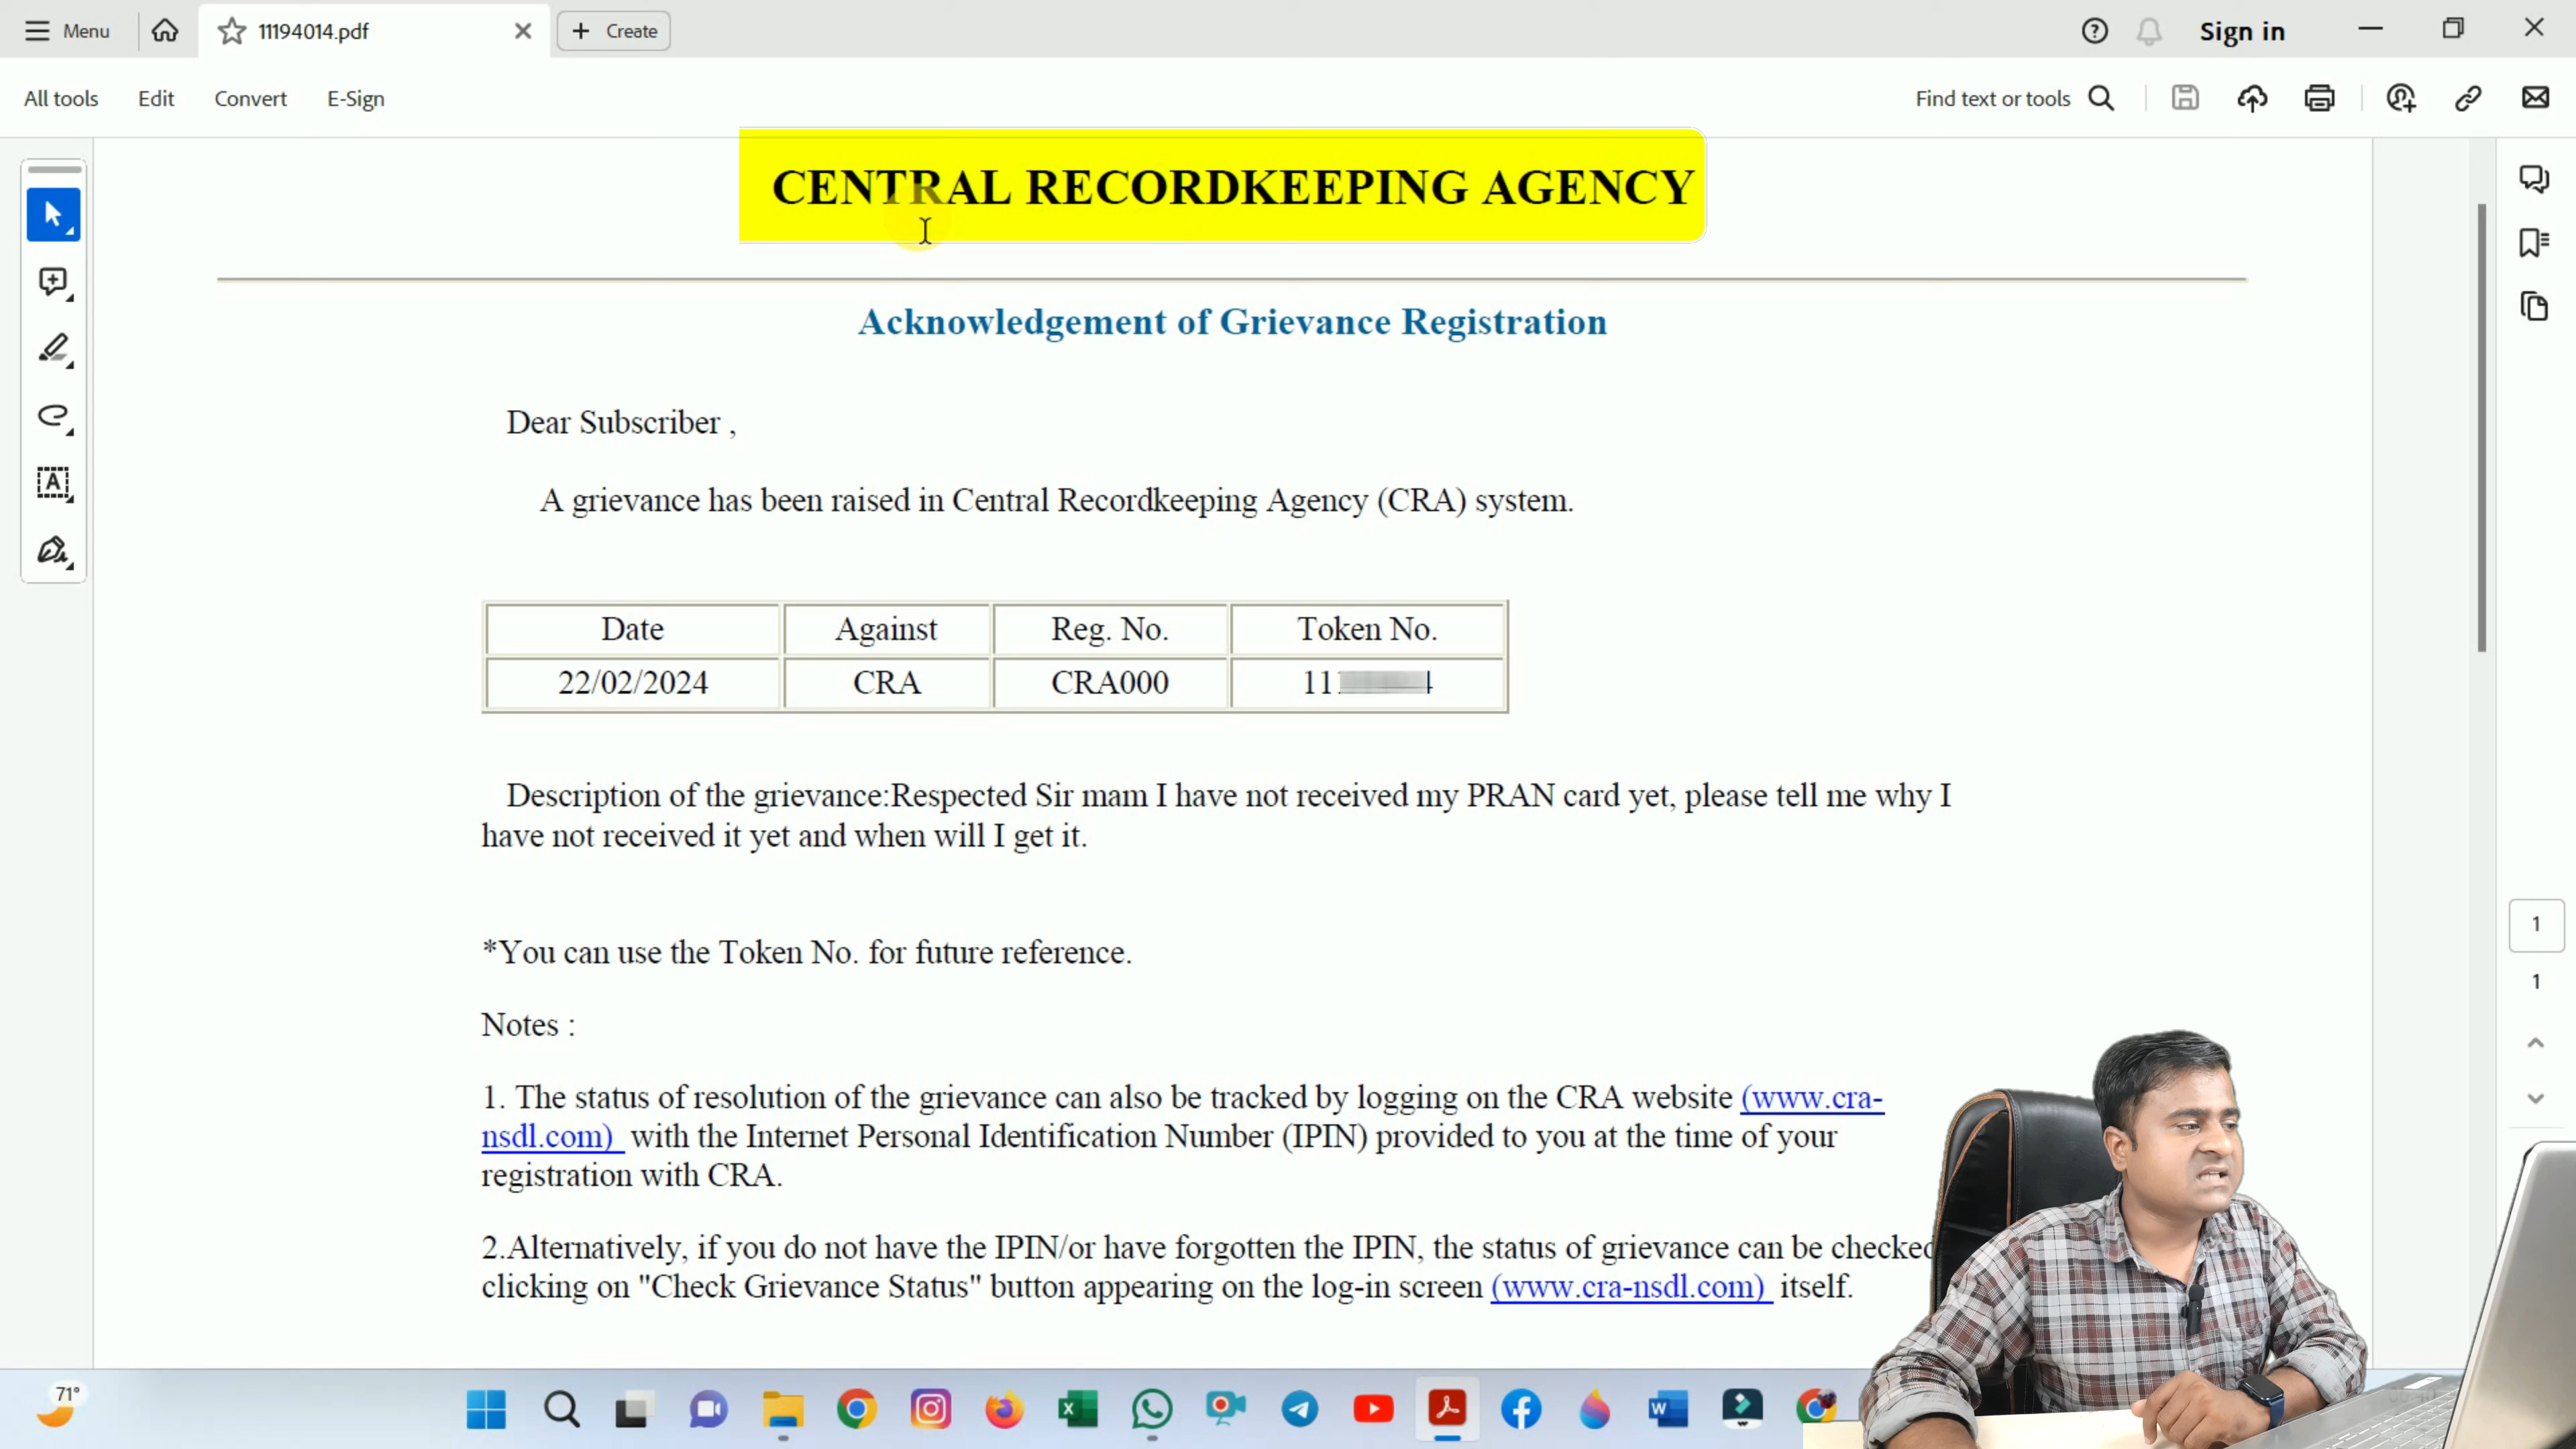 Menu
11194014.pdf
Create
Sign in
All tools
Edit
Convert
E-Sign
Find text or tools
CENTRAL RECORDKEEPING AGENCY
Acknowledgement of Grievance Registration
Dear Subscriber ,
A grievance has been raised in Central Recordkeeping Agency (CRA) system.
Date Against Reg. No. Token No.
22/02/2024 CRA CRA000
Description of the grievance:Respected Sir mam I have not received my PRAN card yet, please tell me why I
have not received it yet and when will I get it.
*You can use the Token No. for future reference.
Notes :
1. The status of resolution of the grievance can also be tracked by logging on the CRA website (www.cra-
nsdl.com) with the Internet Personal Identification Number (IPIN) provided to you at the time of your
registration with CRA.
2.Alternatively, if you do not have the IPIN/or have forgotten the IPIN, the status of grievance can be checked
clicking on "Check Grievance Status" button appearing on the log-in screen (www.cra-nsdl.com) itself.
1
1
71°